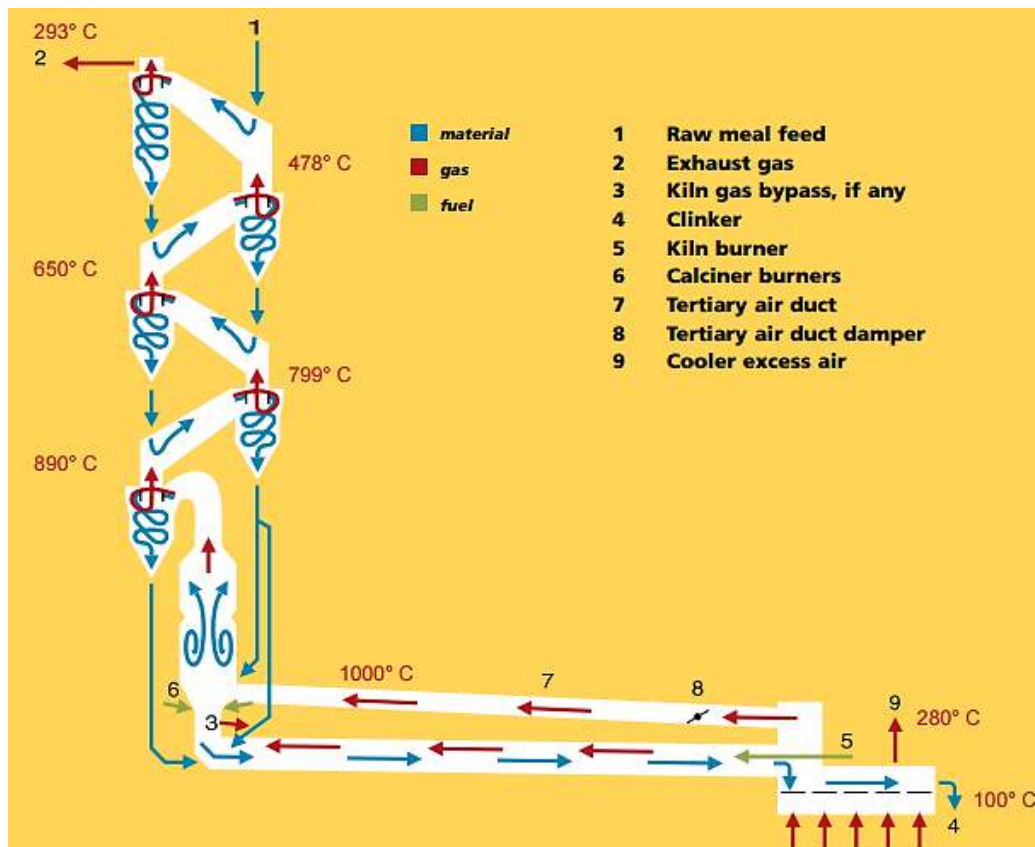 293° C
2
1
478° C
650° C
799° C
890° C
material
gas
fuel
1 Raw meal feed
2 Exhaust gas
3 Kiln gas bypass, if any
4 Clinker
5 Kiln burner
6 Calciner burners
7 Tertiary air duct
8 Tertiary air duct damper
9 Cooler excess air
1000° C
7
8
6
3
9
280° C
5
100° C
4